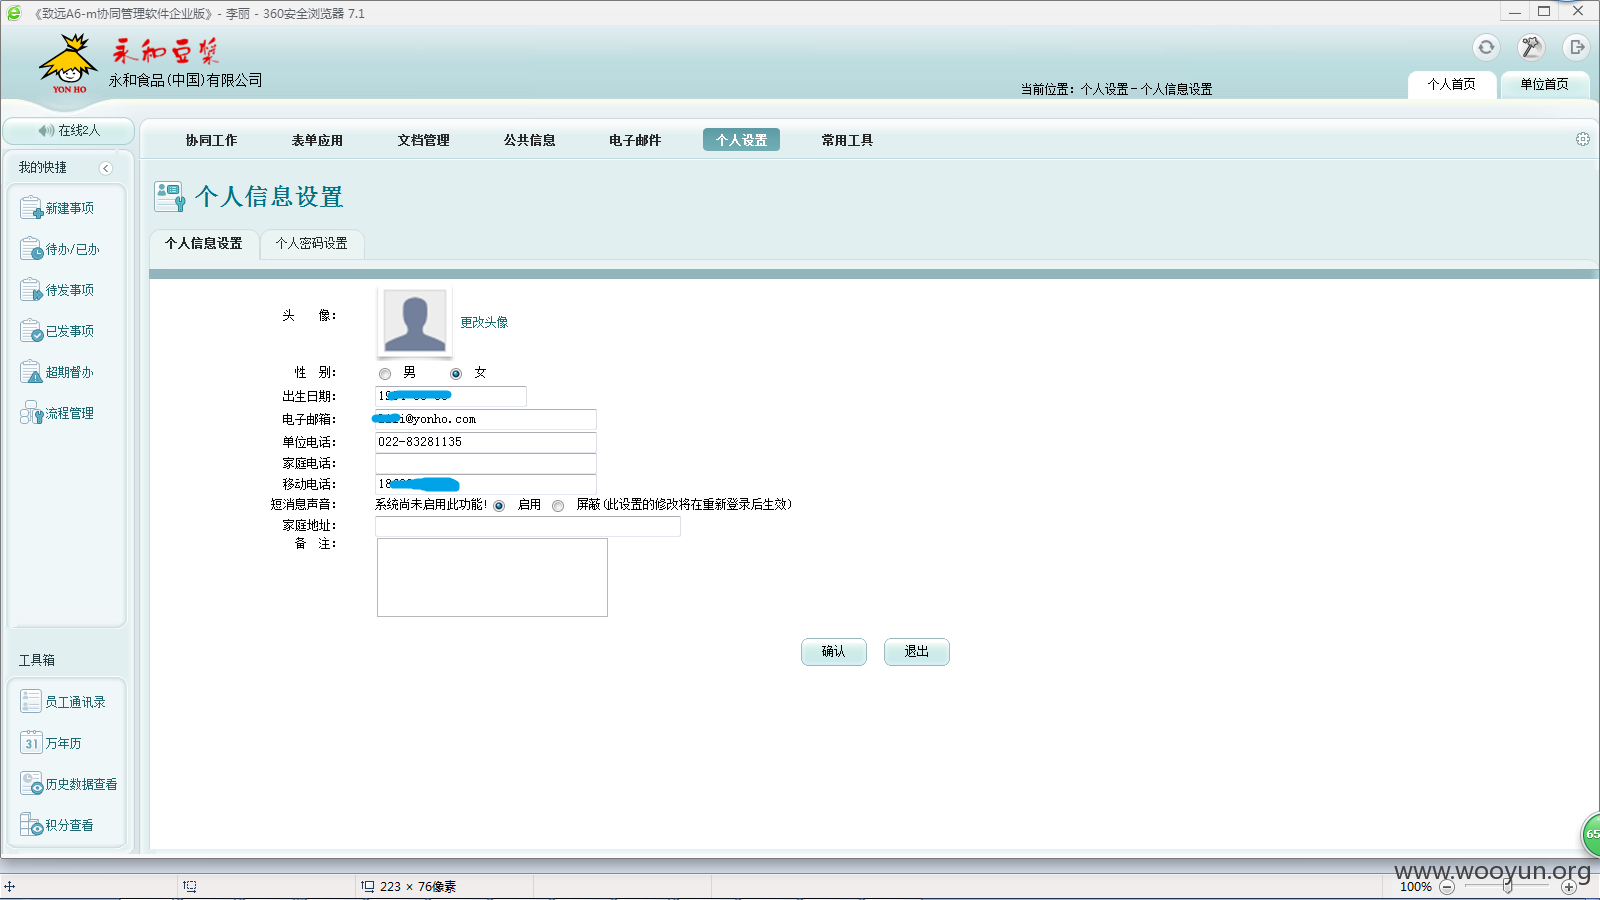 《致远A6-m协同管理软件企业版》- 李丽 - 360安全浏览器 7.1
永和豆浆
YON HO
永和食品(中国)有限公司
当前位置：个人设置 - 个人信息设置
个人首页
单位首页
在线2人
协同工作
表单应用
文档管理
公共信息
电子邮件
个人设置
常用工具
我的快捷
新建事项
待办/已办
待发事项
已发事项
超期督办
流程管理
工具箱
员工通讯录
31
万年历
历史数据查看
积分查看
个人信息设置
个人信息设置
个人密码设置
头 像：
更改头像
性 别：
男
女
出生日期：
19
电子邮箱：
i@yonho.com
单位电话：
022-83281135
家庭电话：
移动电话：
18
短消息声音：
系统尚未启用此功能!
启用
屏蔽(此设置的修改将在重新登录后生效)
家庭地址：
备 注：
确认
退出
65
www.wooyun.org
223 × 76像素
100%